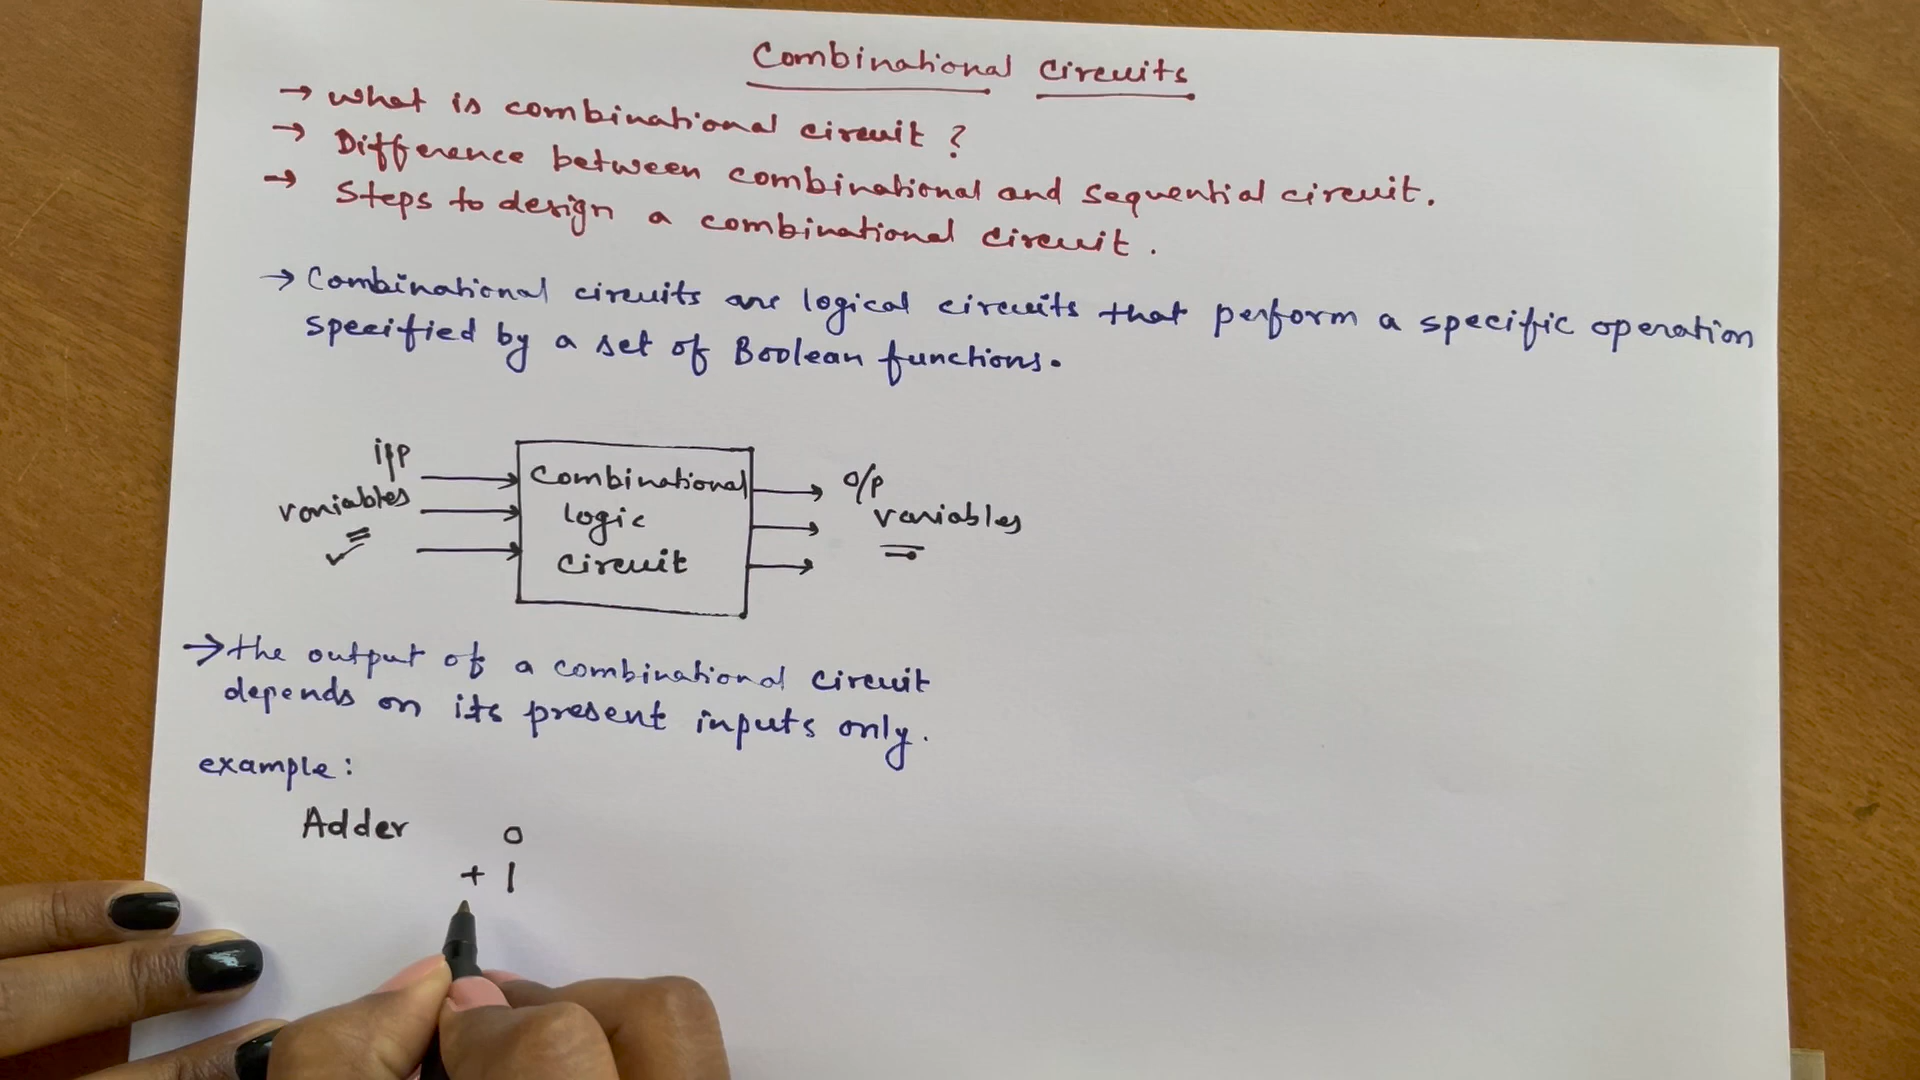 Combinational Circuits
→ what is combinational circuit ?
→ Difference between combinational and sequential circuit.
→ Steps to design a combinational circuit.
→ Combinational circuits are logical circuits that perform a specific operation
specified by a set of Boolean functions.
i/p
variables
Combinational
logic
circuit
o/p
variables
→ the output of a combinational circuit
depends on its present inputs only.
example:
Adder 0
+ 1